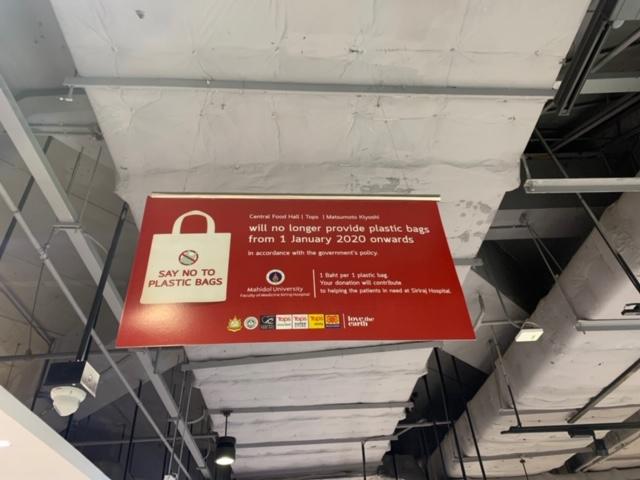 Central Food Hall | Tops | Matsumoto Kiyoshi
will no longer provide plastic bags
from 1 January 2020 onwards
In accordance with the government's policy.
SAY NO TO
PLASTIC BAGS
Mahidol University
Faculty of Medicine Siriraj Hospital
1 Baht per 1 plastic bag.
Your donation will contribute
to helping the patients in need at Siriraj Hospital.
Tops Tops Tops
love the
earth